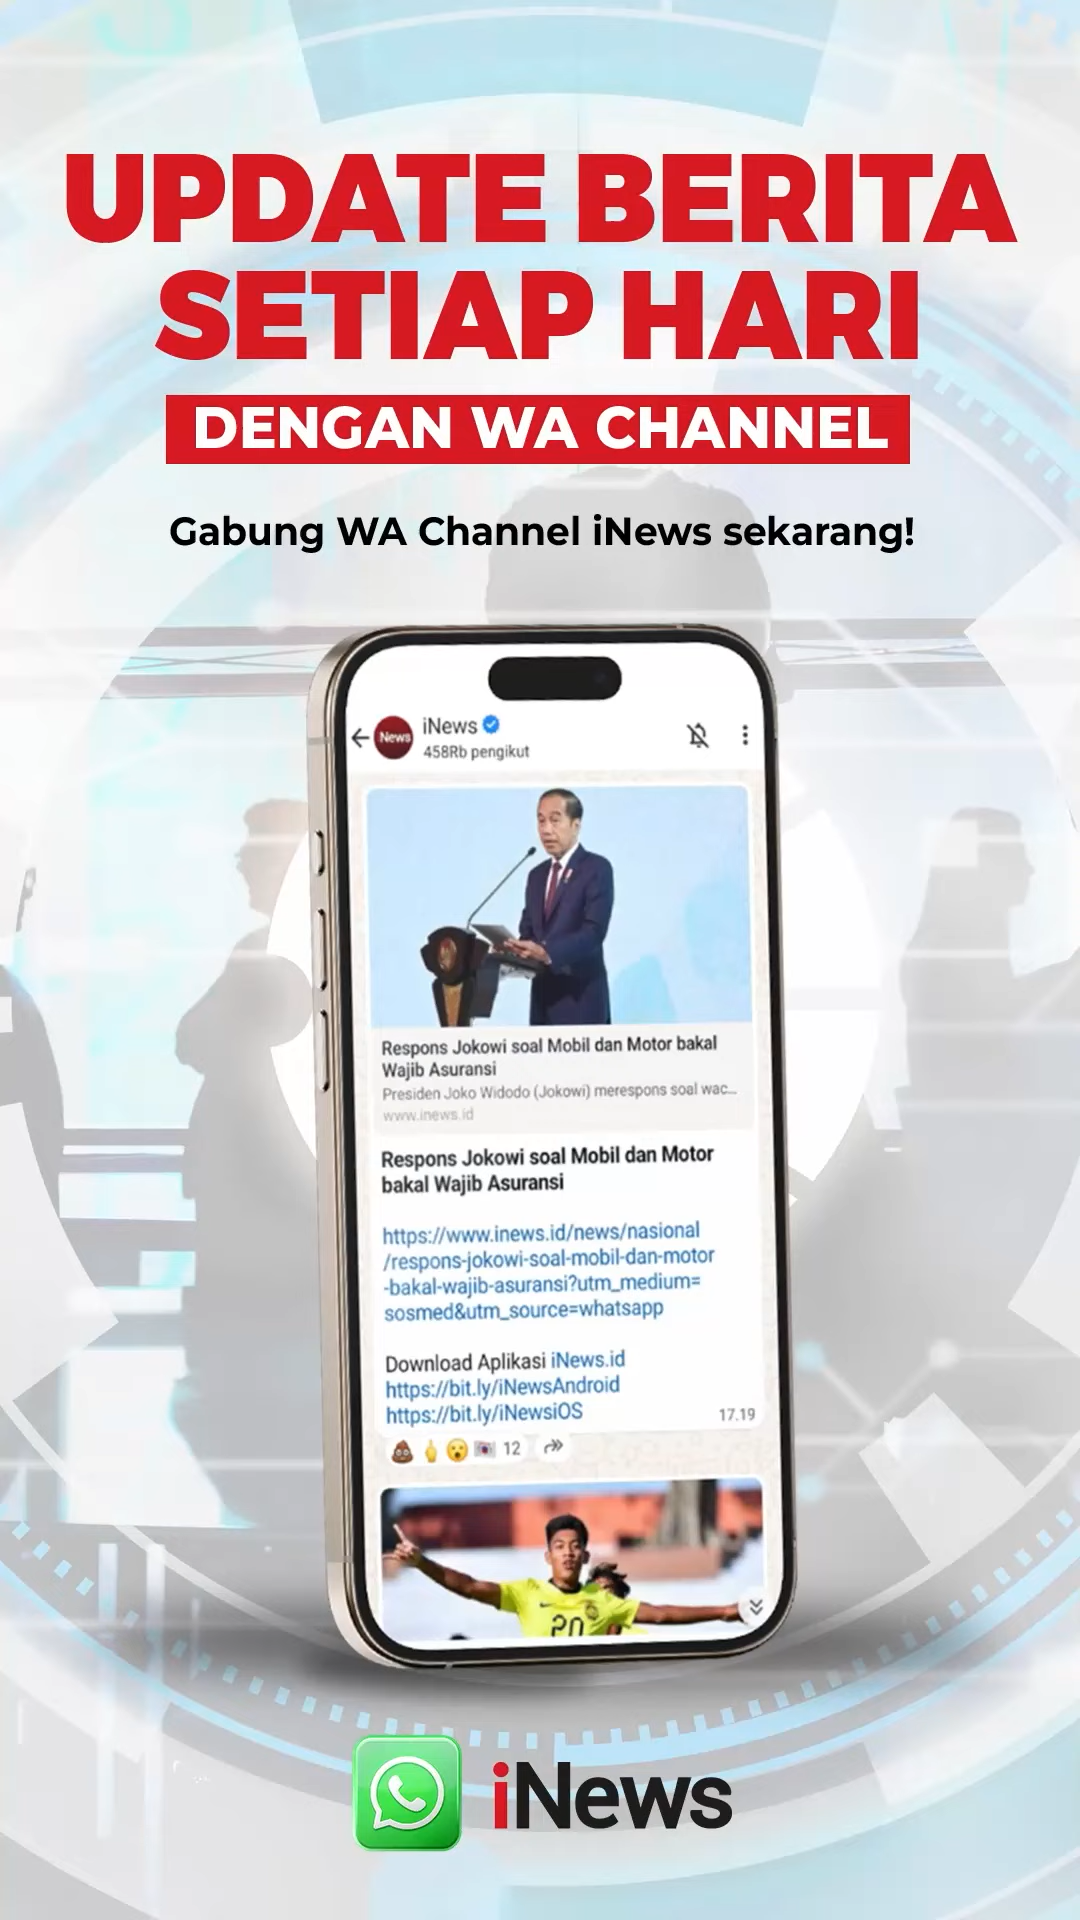 UPDATE BERITA
SETIAP HARI
DENGAN WA CHANNEL
Gabung WA Channel iNews sekarang!
News
iNews
458Rb pengikut
Respons Jokowi soal Mobil dan Motor bakal
Wajib Asuransi
Presiden Joko Widodo (Jokowi) merespons soal wac...
www.inews.id
Respons Jokowi soal Mobil dan Motor
bakal Wajib Asuransi
https://www.inews.id/news/nasional
/respons-jokowi-soal-mobil-dan-motor
-bakal-wajib-asuransi?utm_medium=
sosmed&utm_source=whatsapp
Download Aplikasi iNews.id
https://bit.ly/iNewsAndroid
https://bit.ly/iNewsiOS
17.19
12
20
iNews